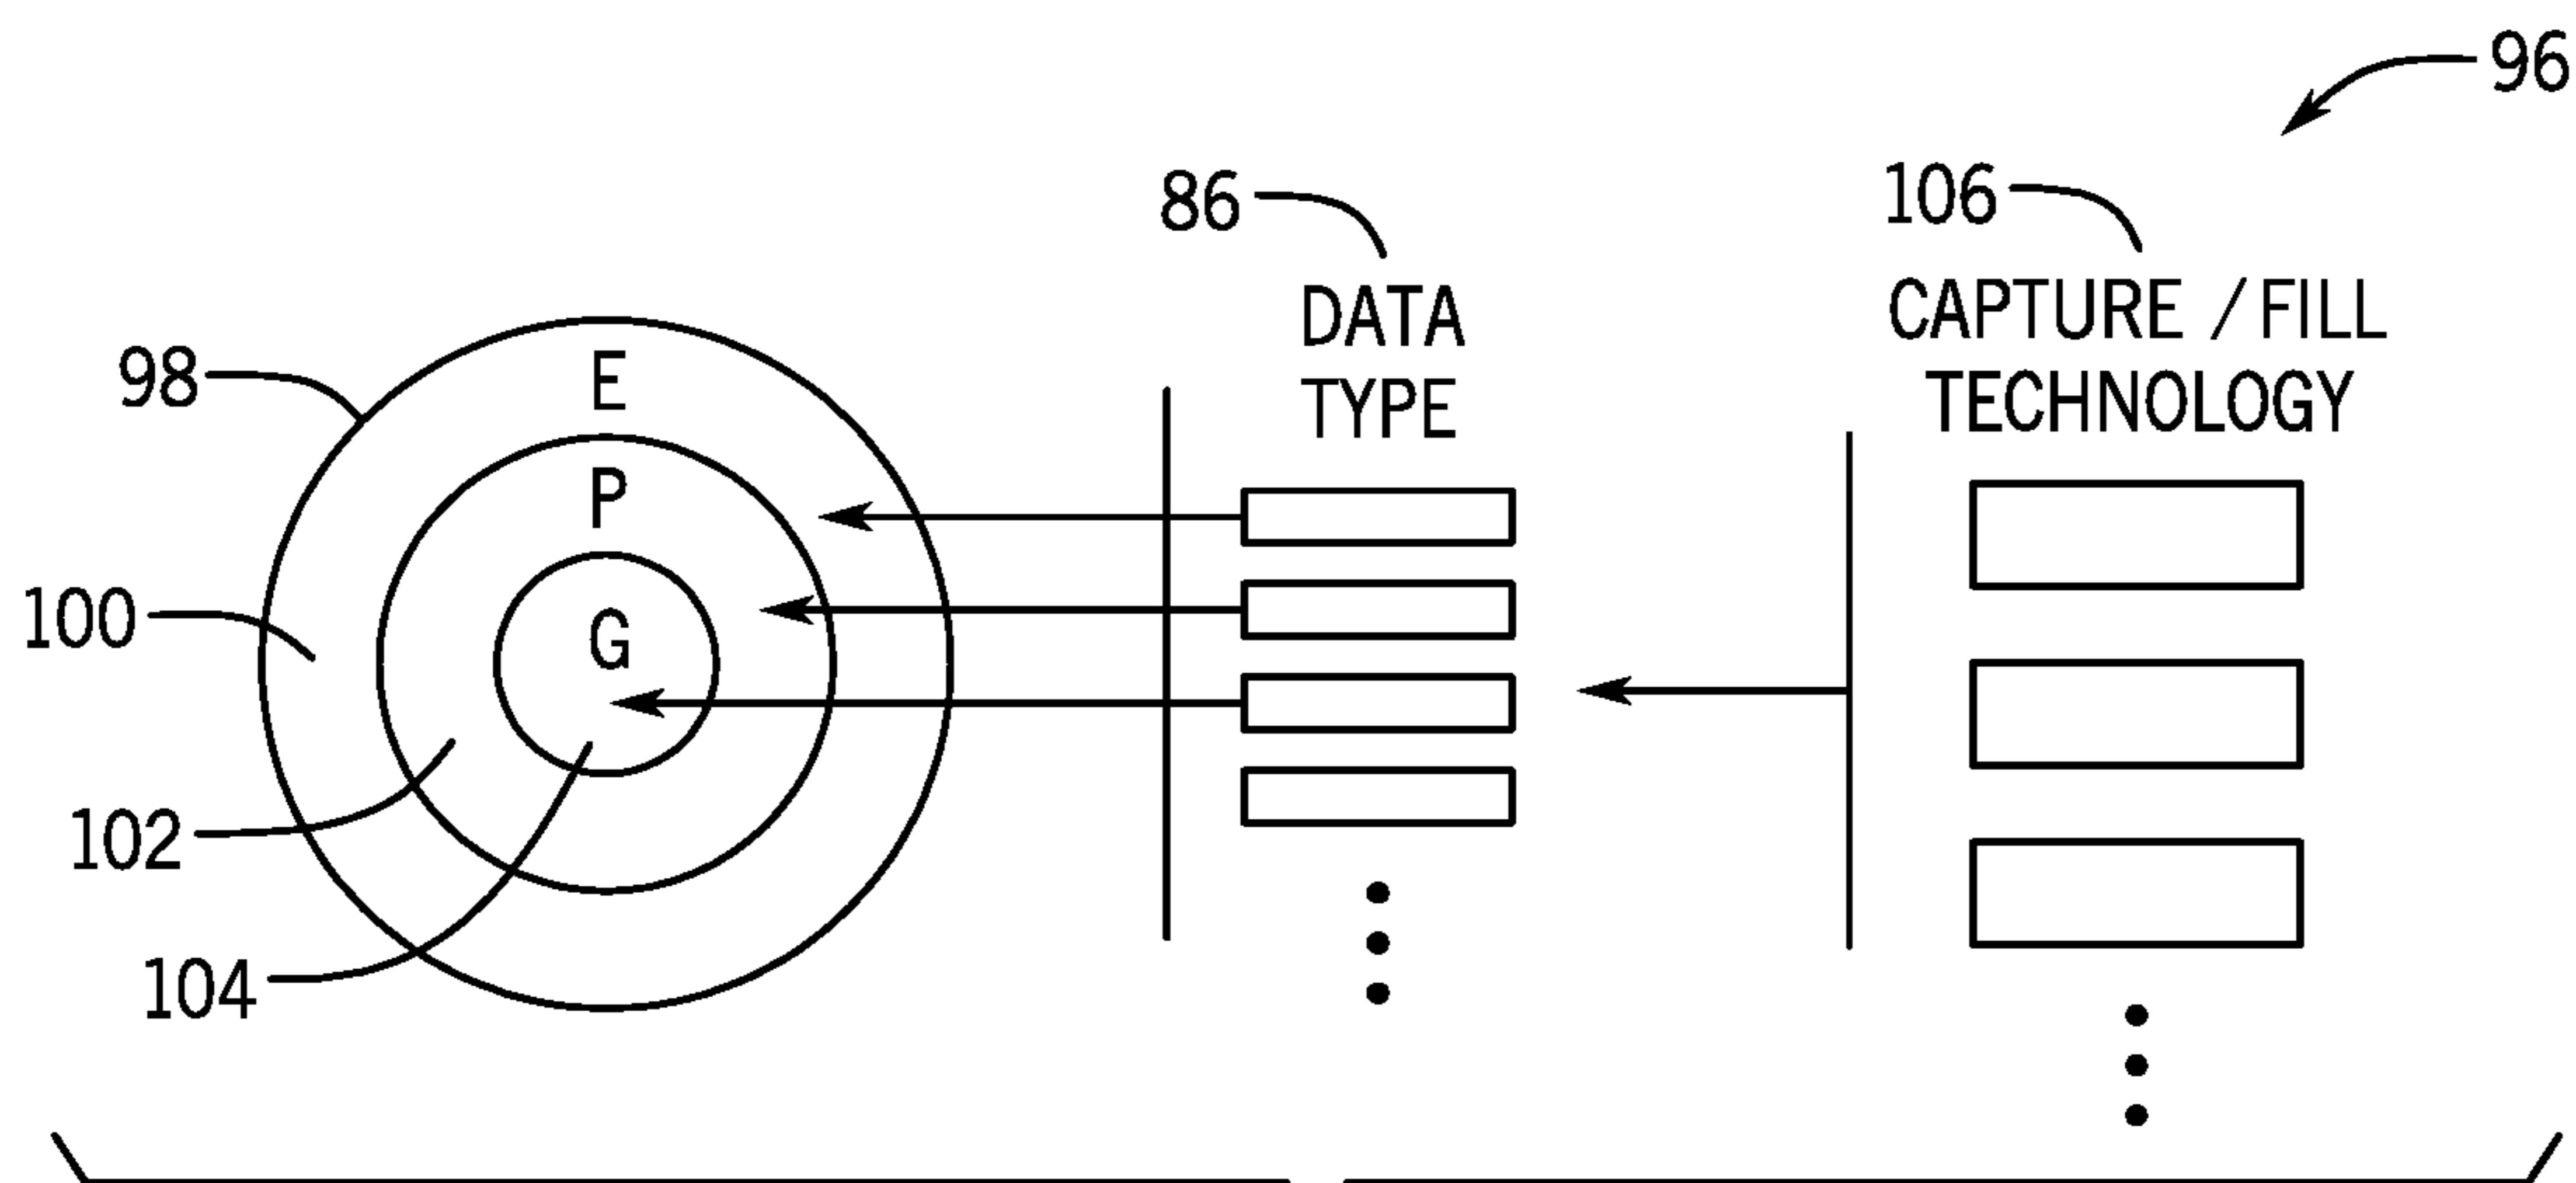 96
86
106
DATA
TYPE
CAPTURE / FILL
TECHNOLOGY
98
E
P
G
100
102
104